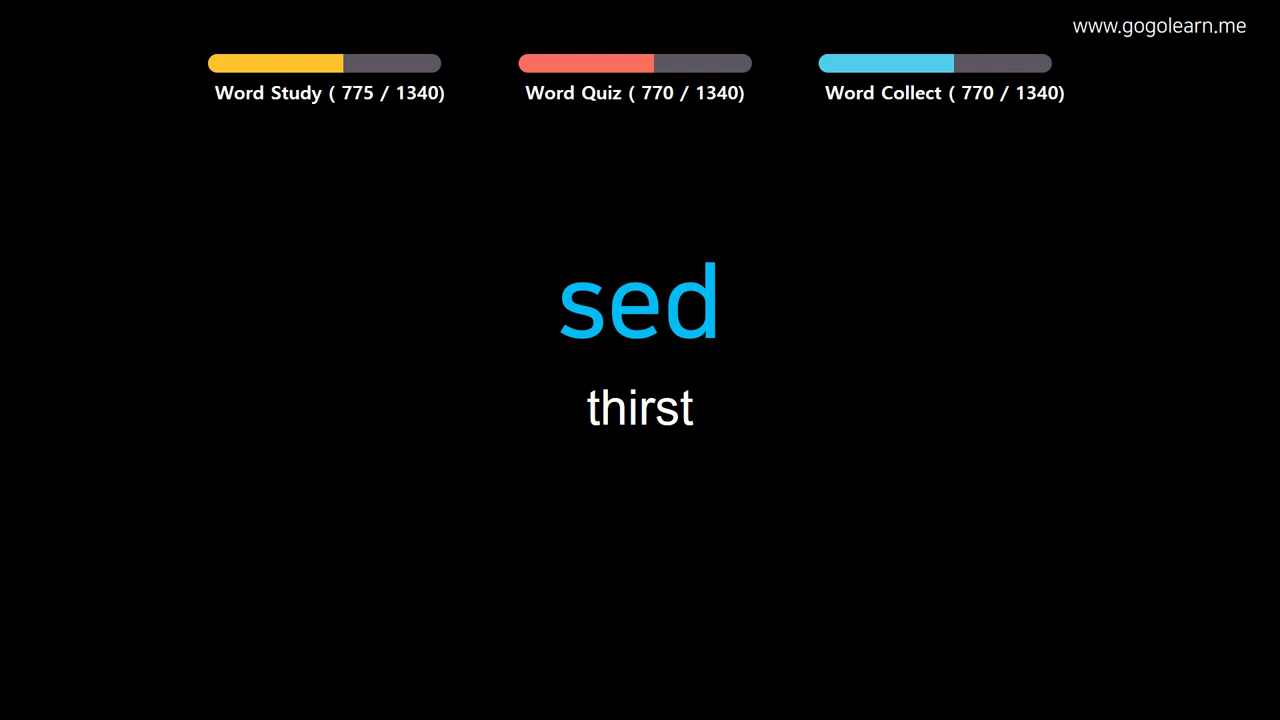 www.gogolearn.me
Word Study ( 775 / 1340)
Word Quiz ( 770 / 1340)
Word Collect ( 770 / 1340)
sed
thirst